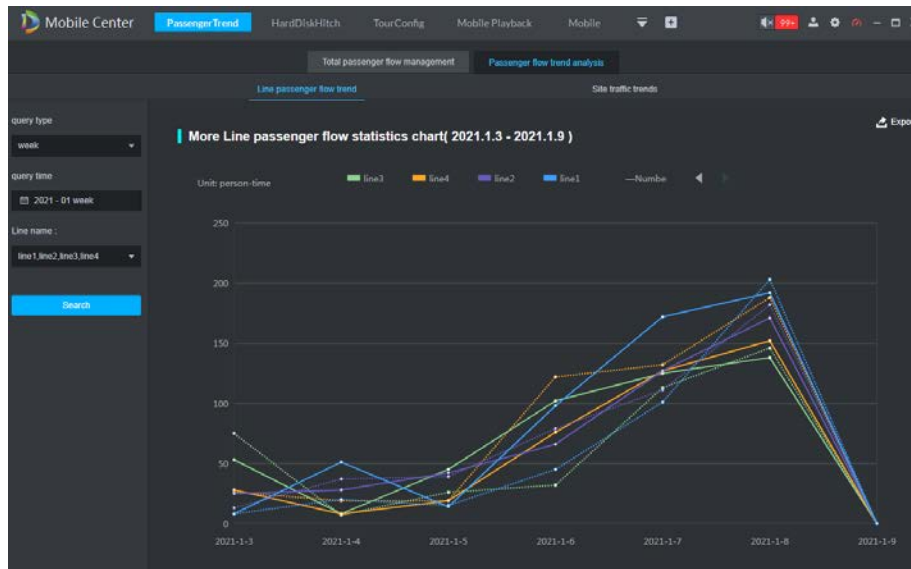 Mobile Center PassengerTrend HardDiskHitch TourConfig Mobile Playback Mobile 99+
Total passenger flow management Passenger flow trend analysis
Line passenger flow trend Site traffic trends
query type
week
query time
2021 - 01 week
Line name :
line1,line2,line3,line4
Search
More Line passenger flow statistics chart( 2021.1.3 - 2021.1.9 )
Expo
Unit: person-time line3 line4 line2 line1 —Numbe
250
200
150
100
50
0
2021-1-3 2021-1-4 2021-1-5 2021-1-6 2021-1-7 2021-1-8 2021-1-9